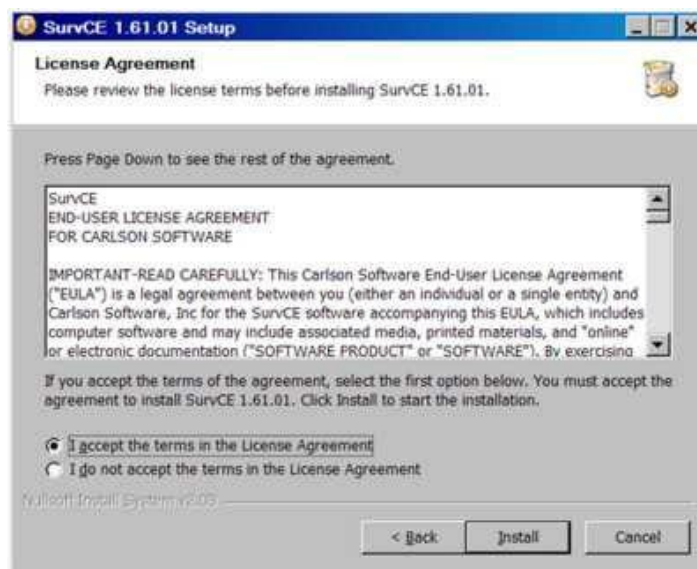 SurvCE 1.61.01 Setup
License Agreement
Please review the license terms before installing SurvCE 1.61.01.
Press Page Down to see the rest of the agreement.
SurvCE
END-USER LICENSE AGREEMENT
FOR CARLSON SOFTWARE
IMPORTANT-READ CAREFULLY: This Carlson Software End-User License Agreement
("EULA") is a legal agreement between you (either an individual or a single entity) and
Carlson Software, Inc for the SurvCE software accompanying this EULA, which includes
computer software and may include associated media, printed materials, and "online"
or electronic documentation ("SOFTWARE PRODUCT" or "SOFTWARE"). By exercising
If you accept the terms of the agreement, select the first option below. You must accept the
agreement to install SurvCE 1.61.01. Click Install to start the installation.
I accept the terms in the License Agreement
I do not accept the terms in the License Agreement
Nullsoft Install System
< Back
Install
Cancel